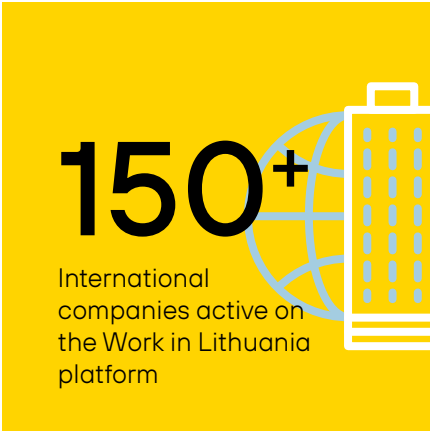 150+
International
companies active on
the Work in Lithuania
platform